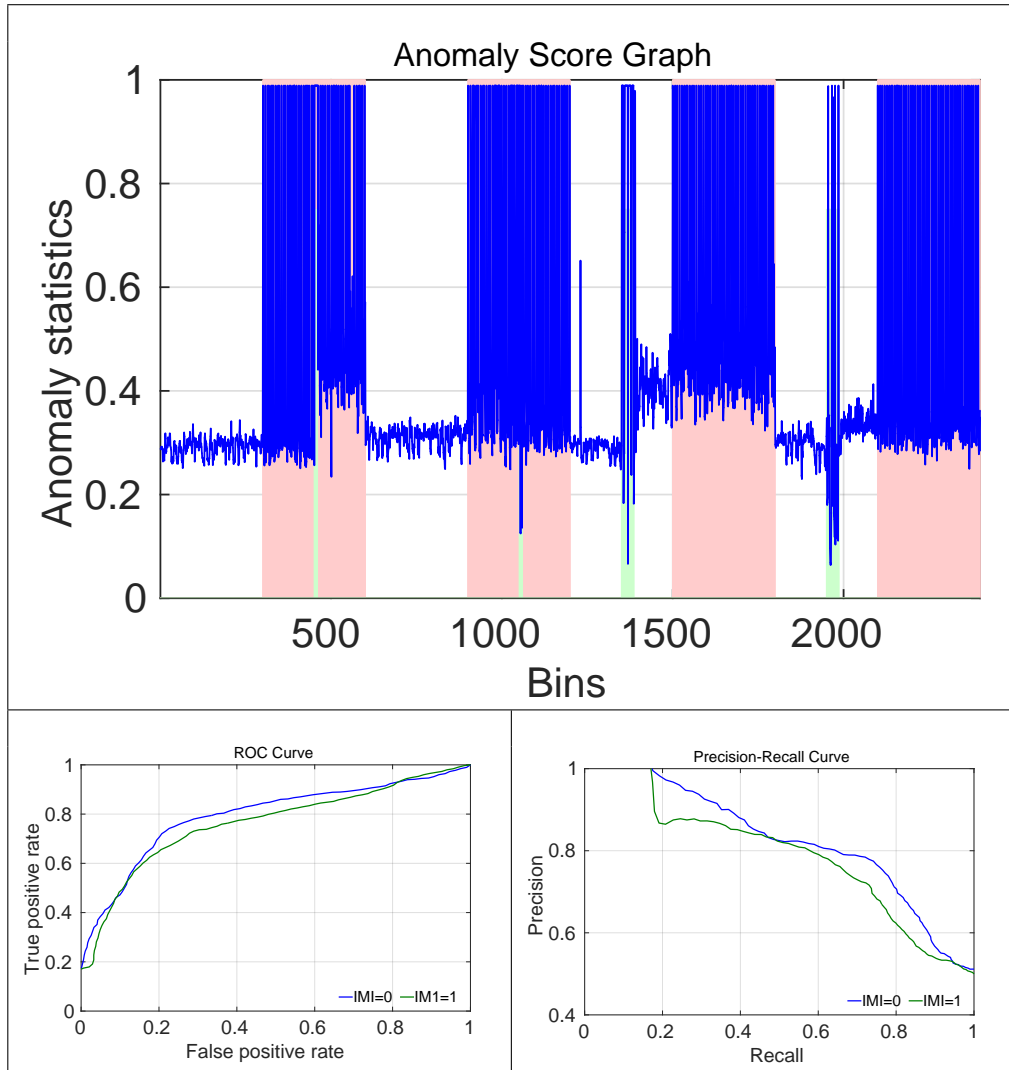 Anomaly Score Graph
1
0.8
0.6
0.4
0.2
0
Anomaly statistics
500
1000
1500
2000
Bins
ROC Curve
1
0.8
0.6
0.4
0.2
0
True positive rate
IMI=0
IM1=1
0
0.2
0.4
0.6
0.8
1
False positive rate
Precision-Recall Curve
1
0.8
0.6
0.4
Precision
IMI=0
IMI=1
0
0.2
0.4
0.6
0.8
1
Recall